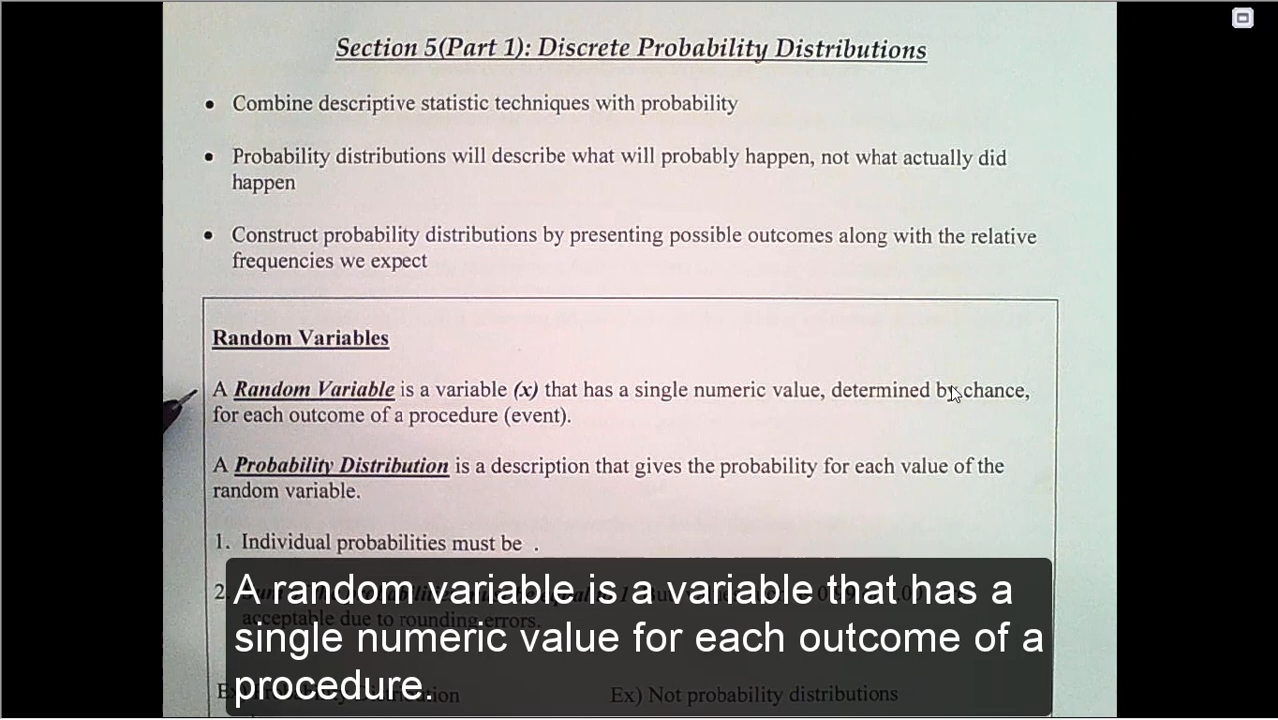 Section 5(Part 1): Discrete Probability Distributions
• Combine descriptive statistic techniques with probability
• Probability distributions will describe what will probably happen, not what actually did
happen
• Construct probability distributions by presenting possible outcomes along with the relative
frequencies we expect
Random Variables
A Random Variable is a variable (x) that has a single numeric value, determined by chance,
for each outcome of a procedure (event).
A Probability Distribution is a description that gives the probability for each value of the
random variable.
1. Individual probabilities must be .
2.
acceptable due to rounding errors.
A random variable is a variable that has a
single numeric value for each outcome of a
procedure.
Ex) Not probability distributions